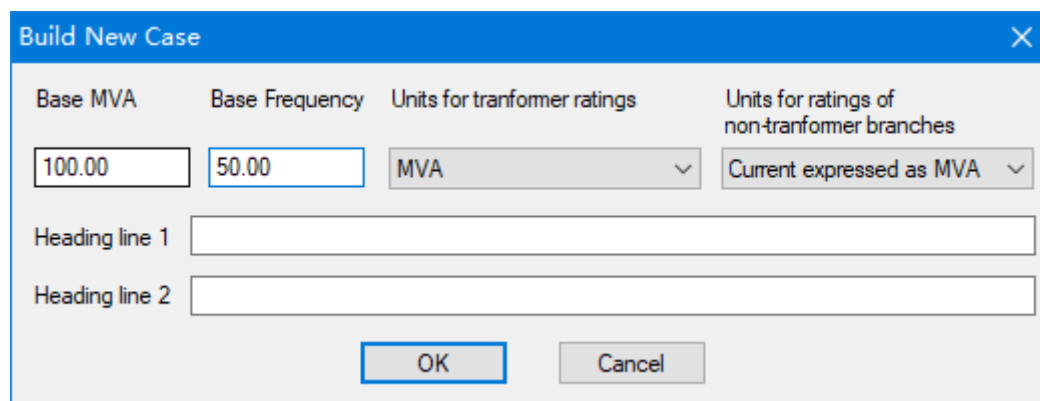 Build New Case
Base MVA
Base Frequency
Units for tranformer ratings
Units for ratings of
non-tranformer branches
100.00
50.00
MVA
Current expressed as MVA
Heading line 1
Heading line 2
OK
Cancel